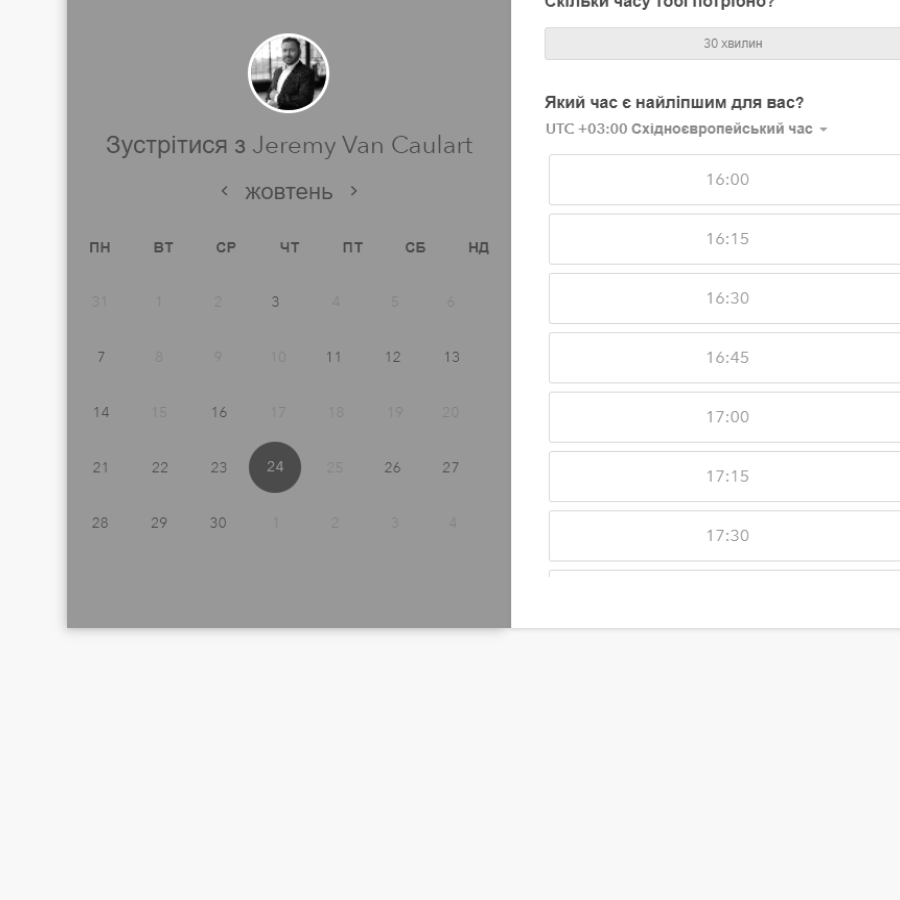 Зустрітися з Jeremy Van Caulart
жовтень
ПН ВТ СР ЧТ ПТ СБ НД
31 1 2 3 4 5 6
7 8 9 10 11 12 13
14 15 16 17 18 19 20
21 22 23 24 25 26 27
28 29 30 1 2 3 4
Скільки часу тобі потрібно?
30 хвилин
Який час є найліпшим для вас?
UTC +03:00 Східноєвропейський час
16:00
16:15
16:30
16:45
17:00
17:15
17:30